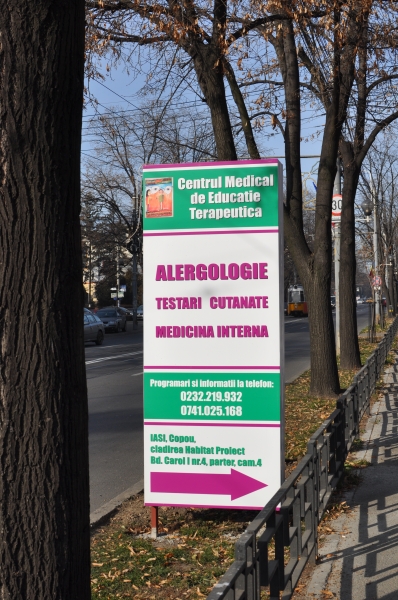 Centrul Medical
de Educatie
Terapeutica
ALERGOLOGIE
TESTARI CUTANATE
MEDICINA INTERNA
Programari si informatii la telefon:
0232.219.932
0741.025.168
IASI, Copou,
cladirea Habitat Proiect
Bd. Carol I nr.4, parter, cam.4
30